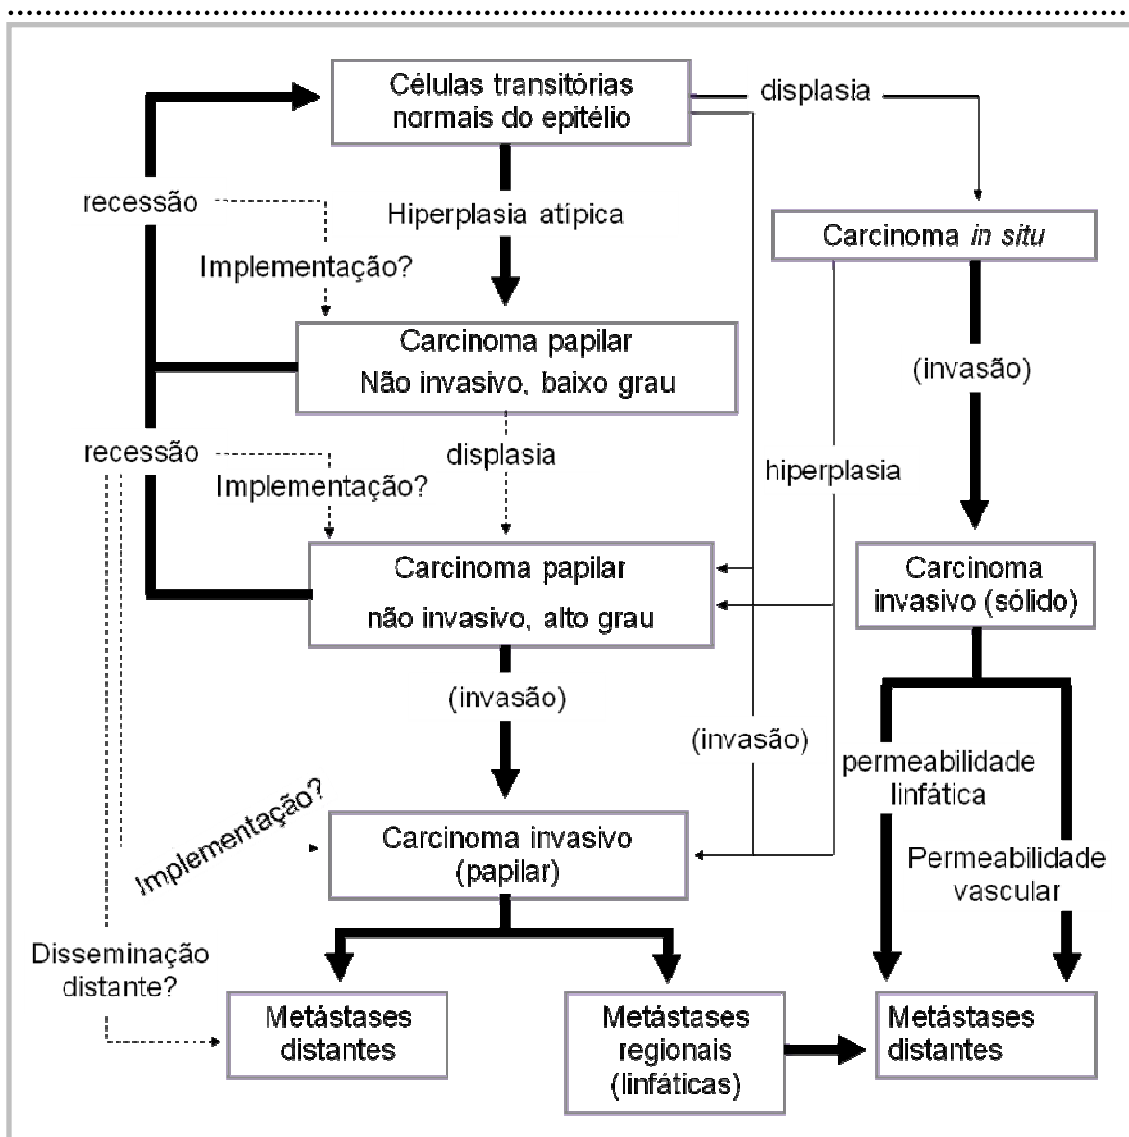 Células transitórias
normais do epitélio
displasia
recessão
Hiperplasia atípica
Carcinoma in situ
Implementação?
Carcinoma papilar
Não invasivo, baixo grau
(invasão)
recessão
displasia
Implementação?
hiperplasia
Carcinoma papilar
não invasivo, alto grau
Carcinoma
invasivo (sólido)
(invasão)
(invasão)
permeabilidade
linfática
Implementação?
Carcinoma invasivo
(papilar)
Permeabilidade
vascular
Disseminação
distante?
Metástases
distantes
Metástases
regionais
(linfáticas)
Metástases
distantes